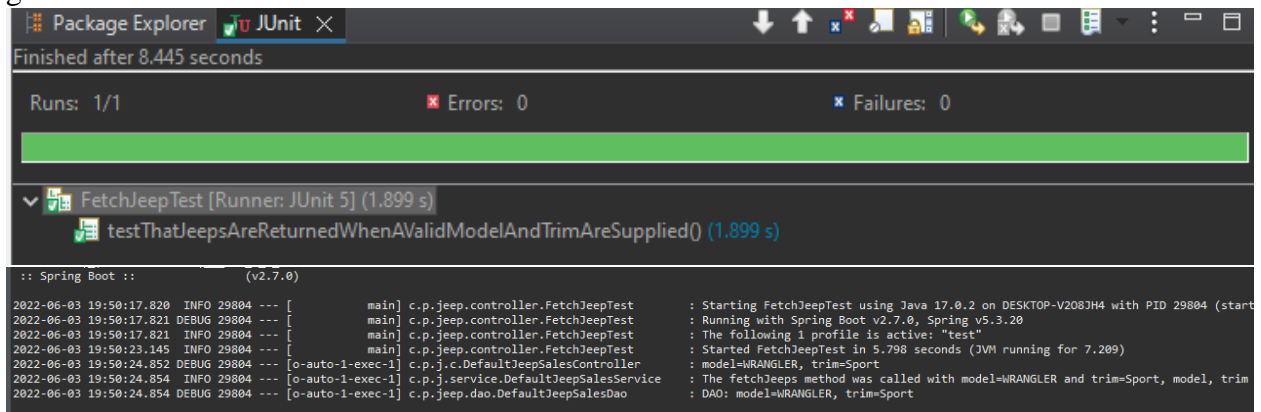 Package Explorer JUnit
Finished after 8.445 seconds
Runs: 1/1 Errors: 0 Failures: 0
FetchJeepTest [Runner: JUnit 5] (1.899 s)
testThatJeepsAreReturnedWhenAValidModelAndTrimAreSupplied() (1.899 s)
:: Spring Boot :: (v2.7.0)
2022-06-03 19:50:17.820 INFO 29804 --- [ main] c.p.jeep.controller.FetchJeepTest : Starting FetchJeepTest using Java 17.0.2 on DESKTOP-V2O8JH4 with PID 29804 (start
2022-06-03 19:50:17.821 DEBUG 29804 --- [ main] c.p.jeep.controller.FetchJeepTest : Running with Spring Boot v2.7.0, Spring v5.3.20
2022-06-03 19:50:17.821 INFO 29804 --- [ main] c.p.jeep.controller.FetchJeepTest : The following 1 profile is active: "test"
2022-06-03 19:50:23.145 INFO 29804 --- [ main] c.p.jeep.controller.FetchJeepTest : Started FetchJeepTest in 5.798 seconds (JVM running for 7.209)
2022-06-03 19:50:24.852 DEBUG 29804 --- [o-auto-1-exec-1] c.p.j.c.DefaultJeepSalesController : model=WRANGLER, trim=Sport
2022-06-03 19:50:24.854 INFO 29804 --- [o-auto-1-exec-1] c.p.j.service.DefaultJeepSalesService : The fetchJeeps method was called with model=WRANGLER and trim=Sport, model, trim
2022-06-03 19:50:24.854 DEBUG 29804 --- [o-auto-1-exec-1] c.p.jeep.dao.DefaultJeepSalesDao : DAO: model=WRANGLER, trim=Sport